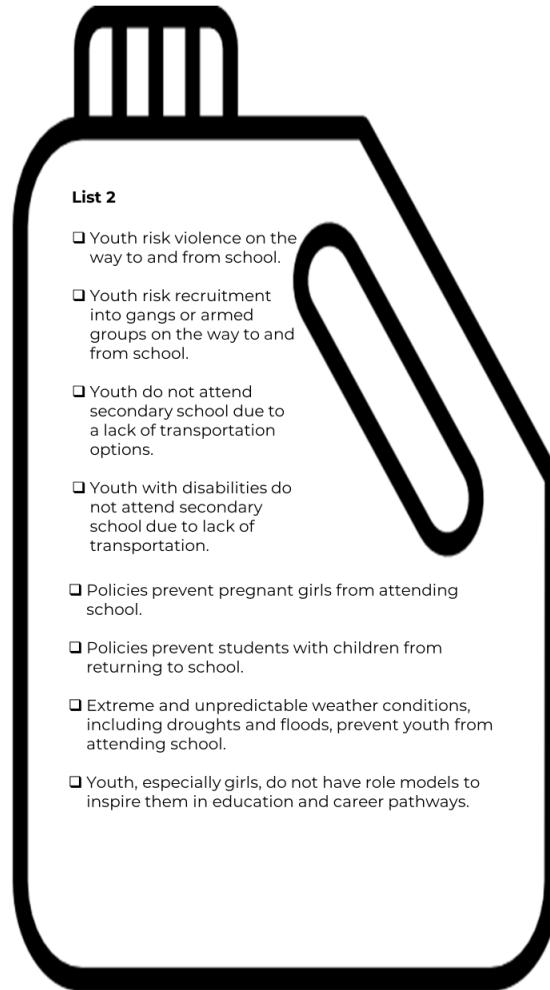 List 2
❑ Youth risk violence on the
way to and from school.
❑ Youth risk recruitment
into gangs or armed
groups on the way to and
from school.
❑ Youth do not attend
secondary school due to
a lack of transportation
options.
❑ Youth with disabilities do
not attend secondary
school due to lack of
transportation.
❑ Policies prevent pregnant girls from attending
school.
❑ Policies prevent students with children from
returning to school.
❑ Extreme and unpredictable weather conditions,
including droughts and floods, prevent youth from
attending school.
❑ Youth, especially girls, do not have role models to
inspire them in education and career pathways.